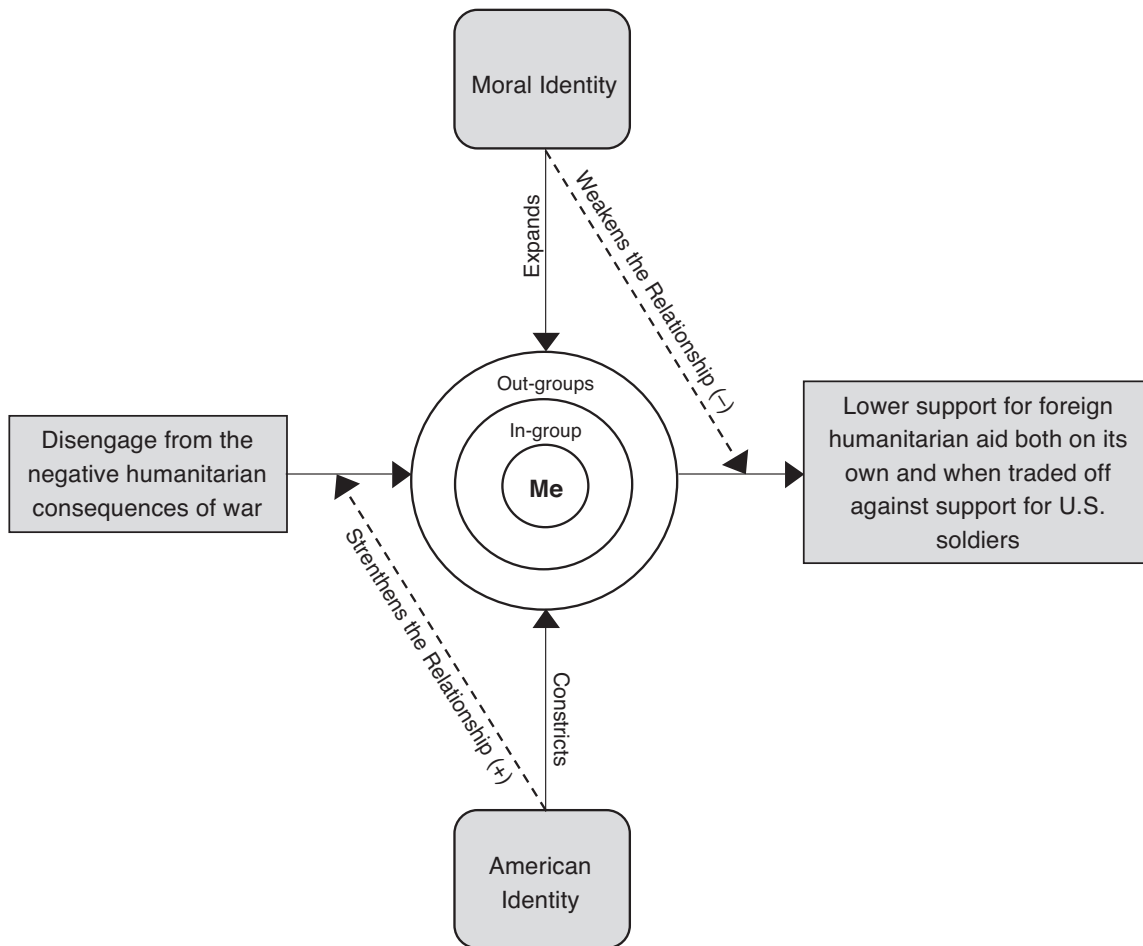 Moral Identity
Expands
Weakens the Relationship (–)
Out-groups
In-group
Me
Disengage from the
negative humanitarian
consequences of war
Lower support for foreign
humanitarian aid both on its
own and when traded off
against support for U.S.
soldiers
Strenthens the Relationship (+)
Constricts
American
Identity